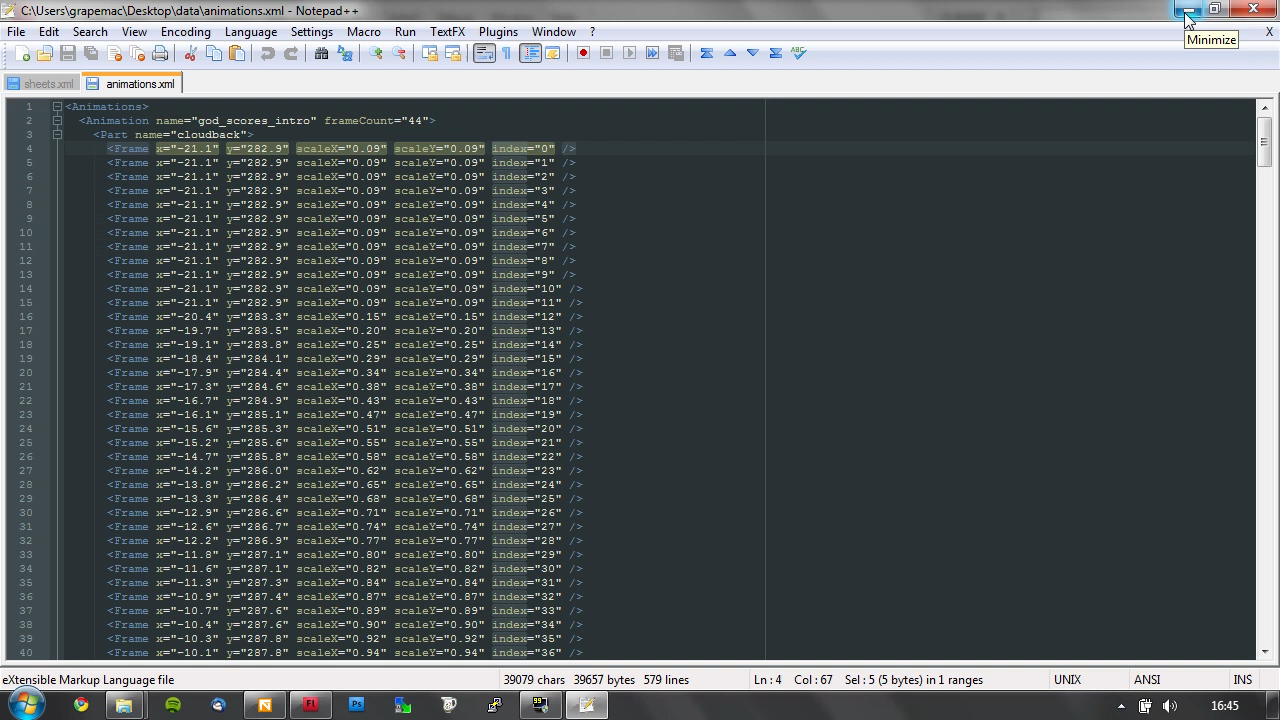 C:\Users\grapemac\Desktop\data\animations.xml - Notepad++
Minimize
File Edit Search View Encoding Language Settings Macro Run TextFX Plugins Window ? X
sheets.xml animations.xml
1 <Animations>
2 <Animation name="god_scores_intro" frameCount="44">
3 <Part name="cloudback">
4 <Frame x="-21.1" y="282.9" scaleX="0.09" scaleY="0.09" index="0" />
5 <Frame x="-21.1" y="282.9" scaleX="0.09" scaleY="0.09" index="1" />
6 <Frame x="-21.1" y="282.9" scaleX="0.09" scaleY="0.09" index="2" />
7 <Frame x="-21.1" y="282.9" scaleX="0.09" scaleY="0.09" index="3" />
8 <Frame x="-21.1" y="282.9" scaleX="0.09" scaleY="0.09" index="4" />
9 <Frame x="-21.1" y="282.9" scaleX="0.09" scaleY="0.09" index="5" />
10 <Frame x="-21.1" y="282.9" scaleX="0.09" scaleY="0.09" index="6" />
11 <Frame x="-21.1" y="282.9" scaleX="0.09" scaleY="0.09" index="7" />
12 <Frame x="-21.1" y="282.9" scaleX="0.09" scaleY="0.09" index="8" />
13 <Frame x="-21.1" y="282.9" scaleX="0.09" scaleY="0.09" index="9" />
14 <Frame x="-21.1" y="282.9" scaleX="0.09" scaleY="0.09" index="10" />
15 <Frame x="-21.1" y="282.9" scaleX="0.09" scaleY="0.09" index="11" />
16 <Frame x="-20.4" y="283.3" scaleX="0.15" scaleY="0.15" index="12" />
17 <Frame x="-19.7" y="283.5" scaleX="0.20" scaleY="0.20" index="13" />
18 <Frame x="-19.1" y="283.8" scaleX="0.25" scaleY="0.25" index="14" />
19 <Frame x="-18.4" y="284.1" scaleX="0.29" scaleY="0.29" index="15" />
20 <Frame x="-17.9" y="284.4" scaleX="0.34" scaleY="0.34" index="16" />
21 <Frame x="-17.3" y="284.6" scaleX="0.38" scaleY="0.38" index="17" />
22 <Frame x="-16.7" y="284.9" scaleX="0.43" scaleY="0.43" index="18" />
23 <Frame x="-16.1" y="285.1" scaleX="0.47" scaleY="0.47" index="19" />
24 <Frame x="-15.6" y="285.3" scaleX="0.51" scaleY="0.51" index="20" />
25 <Frame x="-15.2" y="285.6" scaleX="0.55" scaleY="0.55" index="21" />
26 <Frame x="-14.7" y="285.8" scaleX="0.58" scaleY="0.58" index="22" />
27 <Frame x="-14.2" y="286.0" scaleX="0.62" scaleY="0.62" index="23" />
28 <Frame x="-13.8" y="286.2" scaleX="0.65" scaleY="0.65" index="24" />
29 <Frame x="-13.3" y="286.4" scaleX="0.68" scaleY="0.68" index="25" />
30 <Frame x="-12.9" y="286.6" scaleX="0.71" scaleY="0.71" index="26" />
31 <Frame x="-12.6" y="286.7" scaleX="0.74" scaleY="0.74" index="27" />
32 <Frame x="-12.2" y="286.9" scaleX="0.77" scaleY="0.77" index="28" />
33 <Frame x="-11.8" y="287.1" scaleX="0.80" scaleY="0.80" index="29" />
34 <Frame x="-11.6" y="287.2" scaleX="0.82" scaleY="0.82" index="30" />
35 <Frame x="-11.3" y="287.3" scaleX="0.84" scaleY="0.84" index="31" />
36 <Frame x="-10.9" y="287.4" scaleX="0.87" scaleY="0.87" index="32" />
37 <Frame x="-10.7" y="287.6" scaleX="0.89" scaleY="0.89" index="33" />
38 <Frame x="-10.4" y="287.6" scaleX="0.90" scaleY="0.90" index="34" />
39 <Frame x="-10.3" y="287.8" scaleX="0.92" scaleY="0.92" index="35" />
40 <Frame x="-10.1" y="287.8" scaleX="0.94" scaleY="0.94" index="36" />
eXtensible Markup Language file 39079 chars 39657 bytes 579 lines Ln : 4 Col : 67 Sel : 5 (5 bytes) in 1 ranges UNIX ANSI INS
N Fl Ps 16:45